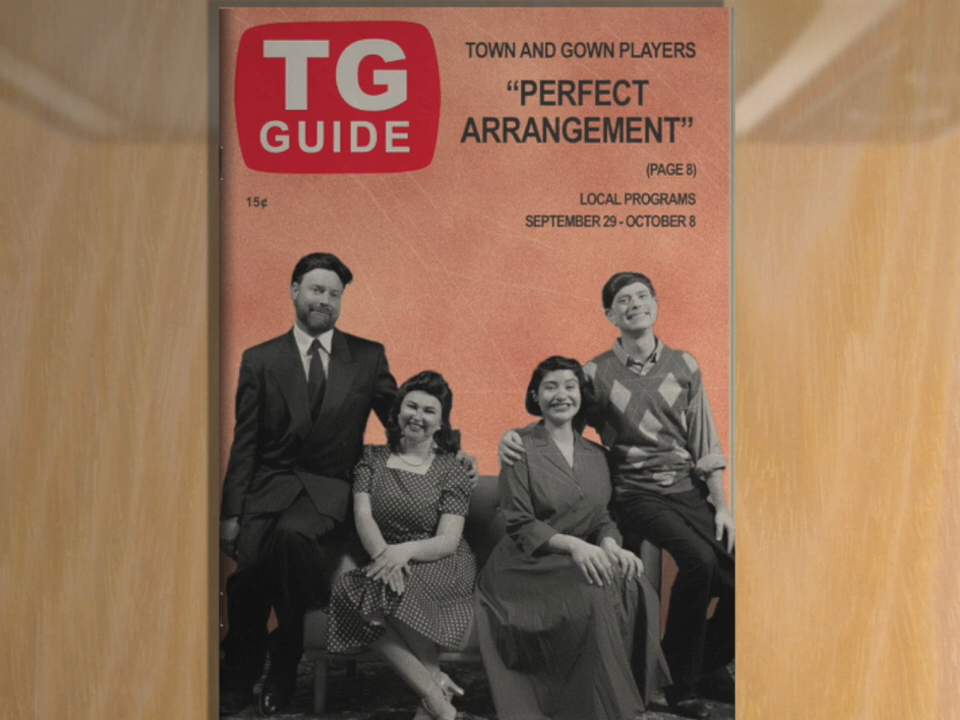 TG
GUIDE
TOWN AND GOWN PLAYERS
“PERFECT
ARRANGEMENT”
(PAGE 8)
15¢
LOCAL PROGRAMS
SEPTEMBER 29 - OCTOBER 8